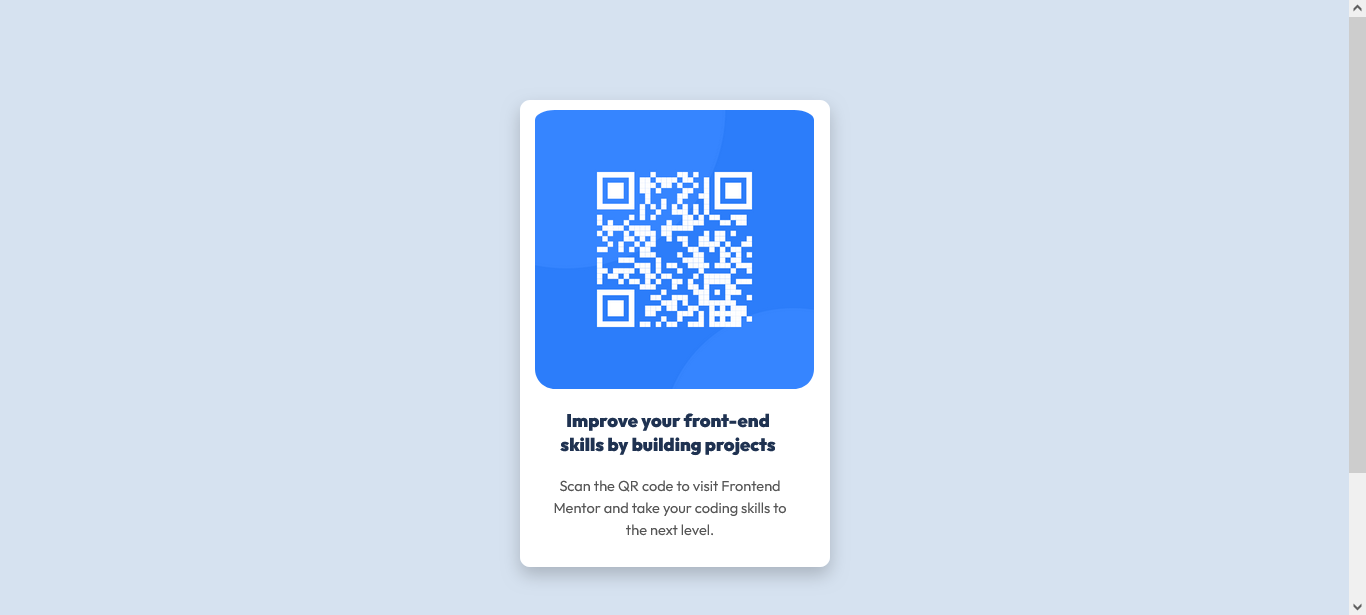 Improve your front-end
skills by building projects
Scan the QR code to visit Frontend
Mentor and take your coding skills to
the next level.